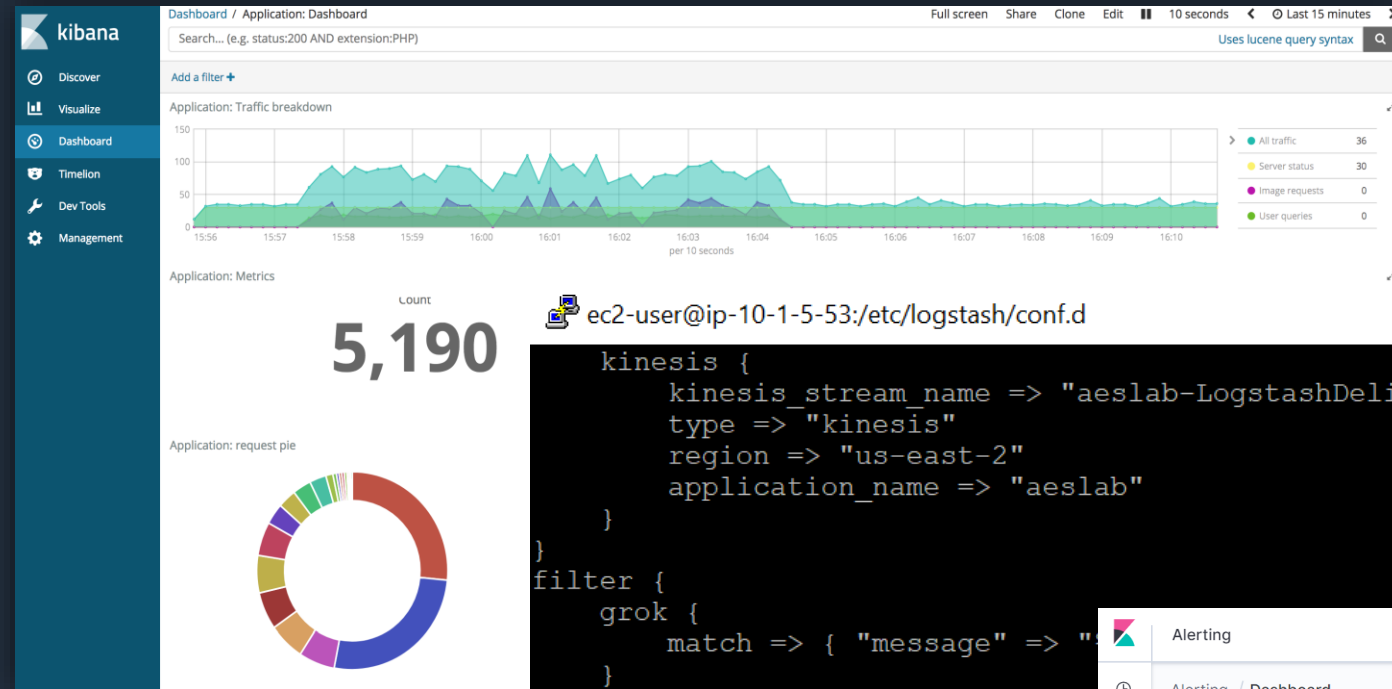 kibana
Discover
Visualize
Dashboard
Timelion
Dev Tools
Management
Dashboard / Application: Dashboard
Full screen Share Clone Edit 10 seconds Last 15 minutes
Search... (e.g. status:200 AND extension:PHP)
Uses lucene query syntax
Add a filter +
Application: Traffic breakdown
150
100
50
0
15:56 15:57 15:58 15:59 16:00 16:01 16:02 16:03 16:04 16:05 16:06 16:07 16:08 16:09 16:10
per 10 seconds
All traffic 36
Server status 30
Image requests 0
User queries 0
Application: Metrics
Count
5,190
Application: request pie
ec2-user@ip-10-1-5-53:/etc/logstash/conf.d
kinesis {
kinesis_stream_name => "aeslab-LogstashDeli
type => "kinesis"
region => "us-east-2"
application_name => "aeslab"
}
}
filter {
grok {
match => { "message" => "
}
Alerting
Alerting / Dashboard